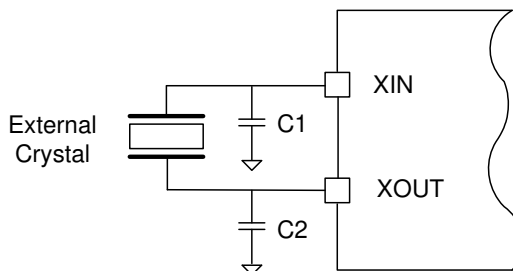 XIN
External
Crystal
C1
XOUT
C2